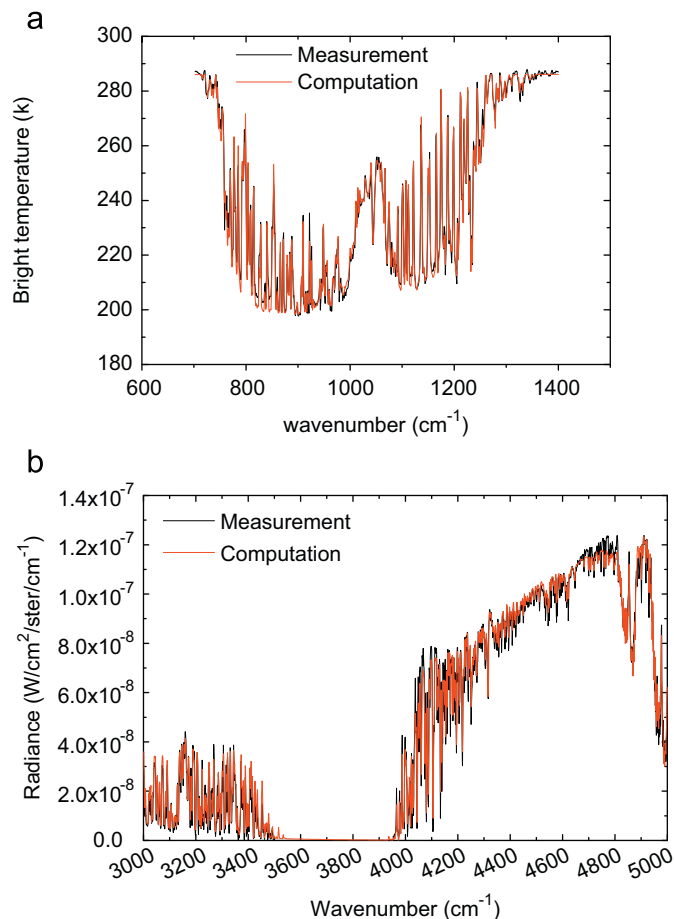 a
Measurement
Computation
300
280
260
240
220
200
180
Bright temperature (k)
600 800 1000 1200 1400
wavenumber (cm⁻¹)
b
1.4x10⁻⁷
1.2x10⁻⁷
1.0x10⁻⁷
8.0x10⁻⁸
6.0x10⁻⁸
4.0x10⁻⁸
2.0x10⁻⁸
0.0
Measurement
Computation
Radiance (W/cm²/ster/cm⁻¹)
3000 3200 3400 3600 3800 4000 4200 4400 4600 4800 5000
Wavenumber (cm⁻¹)